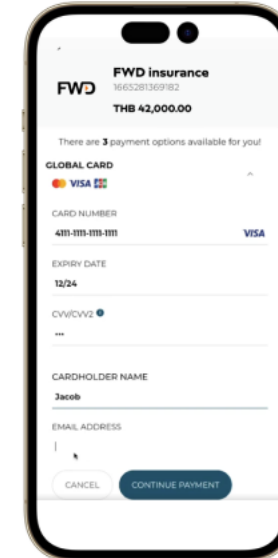 FWD
FWD insurance
1665281369182
THB 42,000.00
There are 3 payment options available for you!
GLOBAL CARD
VISA JCB
CARD NUMBER
4111-1111-1111-1111 VISA
EXPIRY DATE
12/24
CVV/CVV2
•••
CARDHOLDER NAME
Jacob
EMAIL ADDRESS
CANCEL CONTINUE PAYMENT